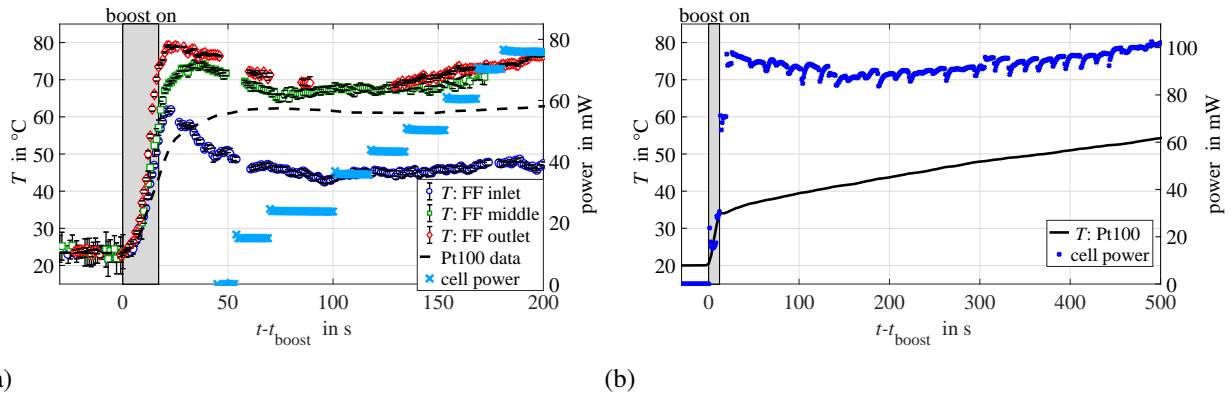 boost on
80
70
60
50
40
30
20
T in °C
80
60
40
20
0
power in mW
T: FF inlet
T: FF middle
T: FF outlet
Pt100 data
cell power
0 50 100 150 200
t-t_boost in s
a)
boost on
80
70
60
50
40
30
20
T in °C
100
80
60
40
20
0
power in mW
T: Pt100
cell power
0 100 200 300 400 500
t-t_boost in s
(b)